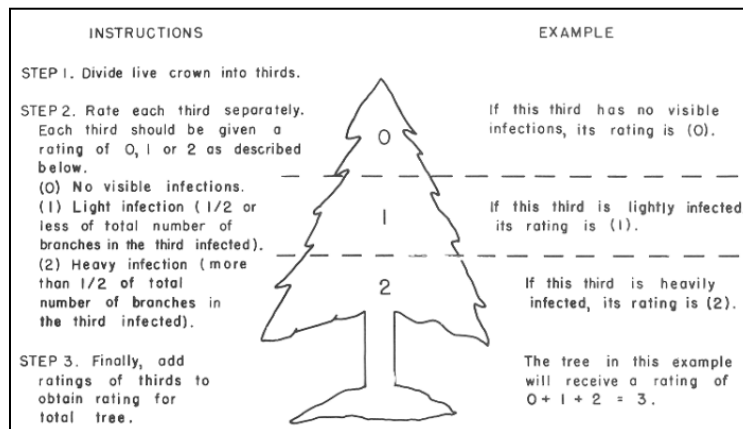 INSTRUCTIONS
STEP 1. Divide live crown into thirds.
STEP 2. Rate each third separately.
Each third should be given a
rating of 0, 1 or 2 as described
below.
(0) No visible infections.
(1) Light infection (1/2 or
less of total number of
branches in the third infected).
(2) Heavy infection (more
than 1/2 of total
number of branches in
the third infected).
STEP 3. Finally, add
ratings of thirds to
obtain rating for
total tree.
0
1
2
EXAMPLE
If this third has no visible
infections, its rating is (0).
If this third is lightly infected
its rating is (1).
If this third is heavily
infected, its rating is (2).
The tree in this example
will receive a rating of
0 + 1 + 2 = 3.